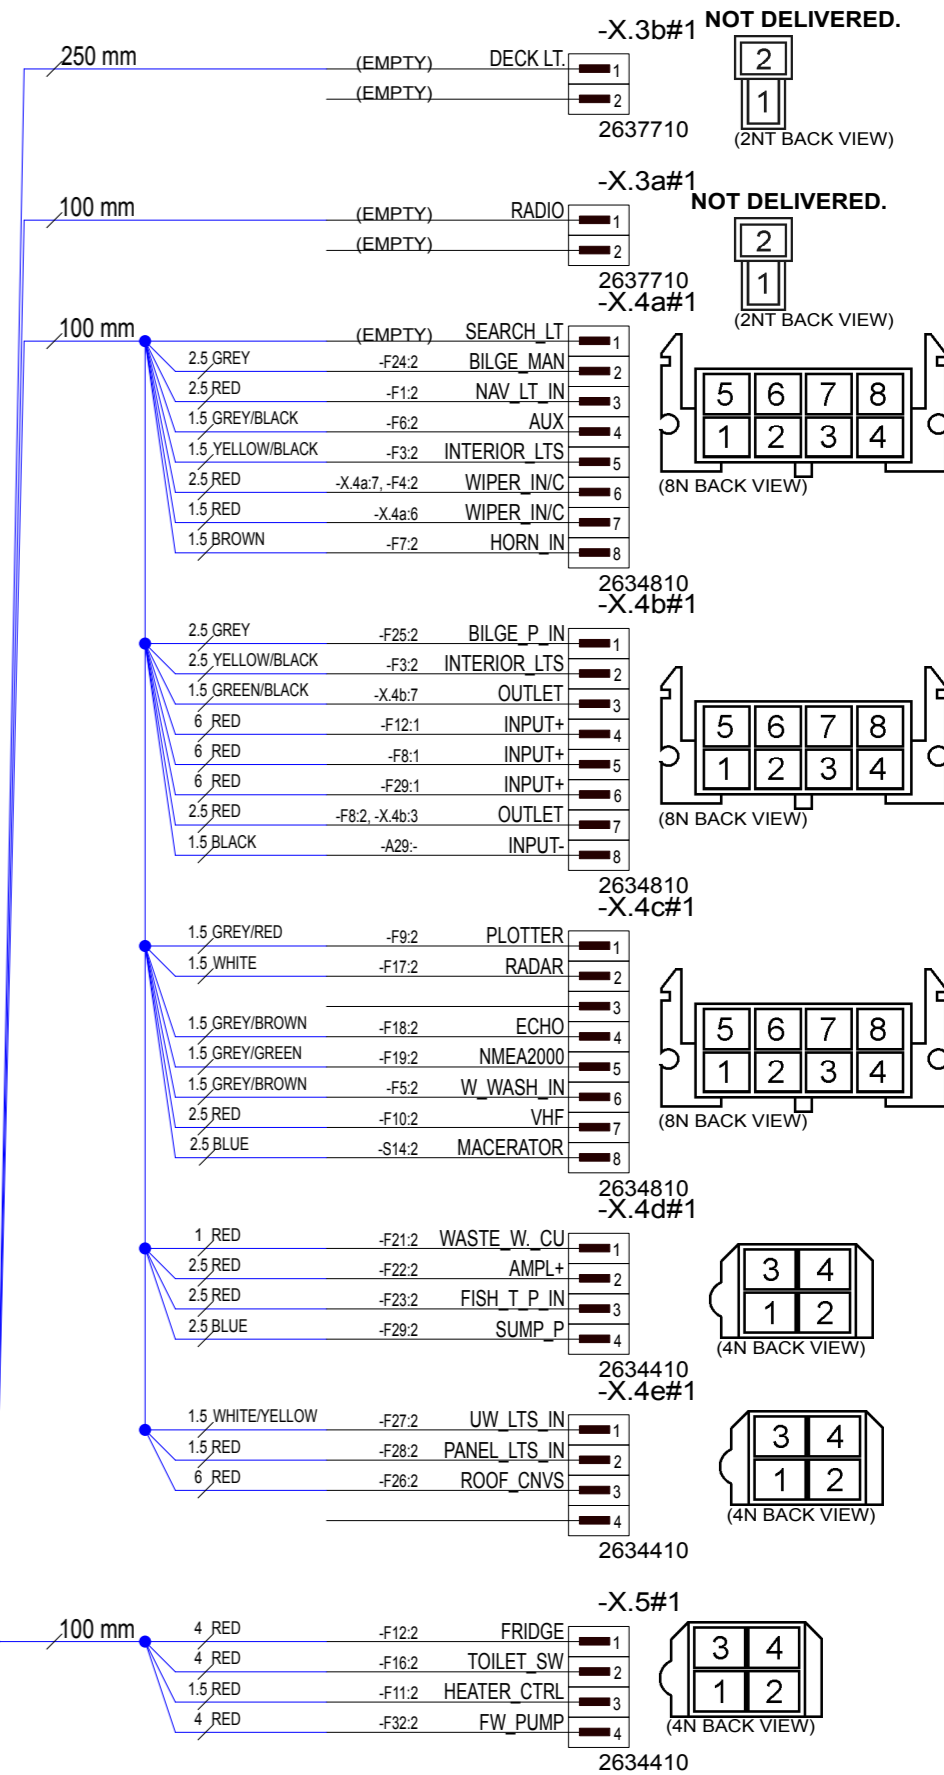 -X.3b#1 NOT DELIVERED.
250 mm (EMPTY) DECK LT. 1
(EMPTY) 2
2637710
2
1
(2NT BACK VIEW)
-X.3a#1
NOT DELIVERED.
100 mm (EMPTY) RADIO 1
(EMPTY) 2
2637710
2
1
(2NT BACK VIEW)
-X.4a#1
100 mm (EMPTY) SEARCH_LT 1
2.5 GREY -F24:2 BILGE_MAN 2
2.5 RED -F1:2 NAV_LT_IN 3
1.5 GREY/BLACK -F6:2 AUX 4
1.5 YELLOW/BLACK -F3:2 INTERIOR_LTS 5
2.5 RED -X.4a:7, -F4:2 WIPER_IN/C 6
1.5 RED -X.4a:6 WIPER_IN/C 7
1.5 BROWN -F7:2 HORN_IN 8
2634810
5 6 7 8
1 2 3 4
(8N BACK VIEW)
-X.4b#1
2.5 GREY -F25:2 BILGE_P_IN 1
2.5 YELLOW/BLACK -F3:2 INTERIOR_LTS 2
1.5 GREEN/BLACK -X.4b:7 OUTLET 3
6 RED -F12:1 INPUT+ 4
6 RED -F8:1 INPUT+ 5
6 RED -F29:1 INPUT+ 6
2.5 RED -F8:2, -X.4b:3 OUTLET 7
1.5 BLACK -A29:- INPUT- 8
2634810
5 6 7 8
1 2 3 4
(8N BACK VIEW)
-X.4c#1
1.5 GREY/RED -F9:2 PLOTTER 1
1.5 WHITE -F17:2 RADAR 2
3
1.5 GREY/BROWN -F18:2 ECHO 4
1.5 GREY/GREEN -F19:2 NMEA2000 5
1.5 GREY/BROWN -F5:2 W_WASH_IN 6
2.5 RED -F10:2 VHF 7
2.5 BLUE -S14:2 MACERATOR 8
2634810
5 6 7 8
1 2 3 4
(8N BACK VIEW)
-X.4d#1
1 RED -F21:2 WASTE_W._CU 1
2.5 RED -F22:2 AMPL+ 2
2.5 RED -F23:2 FISH_T_P_IN 3
2.5 BLUE -F29:2 SUMP_P 4
2634410
3 4
1 2
(4N BACK VIEW)
-X.4e#1
1.5 WHITE/YELLOW -F27:2 UW_LTS_IN 1
1.5 RED -F28:2 PANEL_LTS_IN 2
6 RED -F26:2 ROOF_CNVS 3
4
2634410
3 4
1 2
(4N BACK VIEW)
-X.5#1
100 mm 4 RED -F12:2 FRIDGE 1
4 RED -F16:2 TOILET_SW 2
1.5 RED -F11:2 HEATER_CTRL 3
4 RED -F32:2 FW_PUMP 4
2634410
3 4
1 2
(4N BACK VIEW)